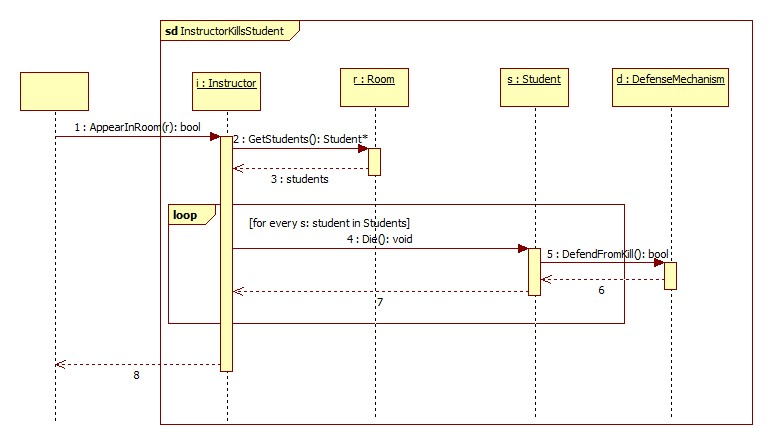 sd InstructorKillsStudent
i : Instructor
r : Room
s : Student
d : DefenseMechanism
1 : AppearInRoom(r): bool
2 : GetStudents(): Student*
3 : students
loop
[for every s: student in Students]
4 : Die(): void
5 : DefendFromKill(): bool
6
7
8